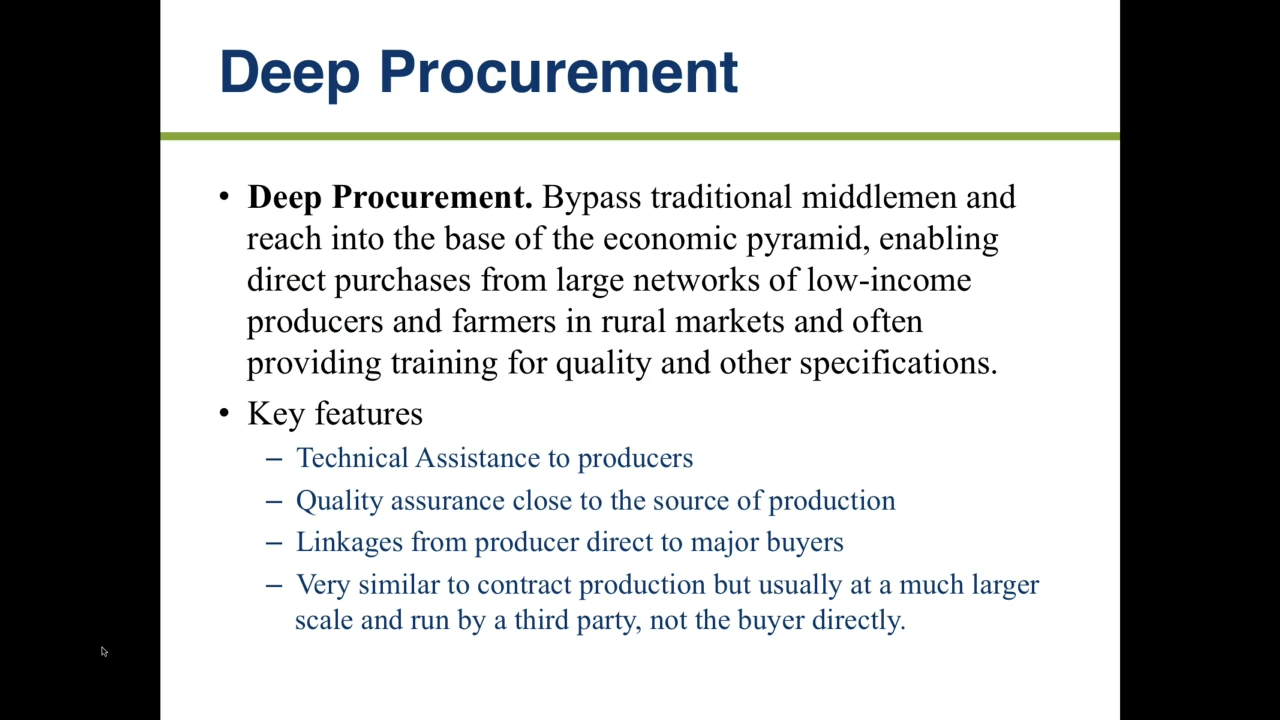 Deep Procurement
• Deep Procurement. Bypass traditional middlemen and
reach into the base of the economic pyramid, enabling
direct purchases from large networks of low-income
producers and farmers in rural markets and often
providing training for quality and other specifications.
• Key features
– Technical Assistance to producers
– Quality assurance close to the source of production
– Linkages from producer direct to major buyers
– Very similar to contract production but usually at a much larger
scale and run by a third party, not the buyer directly.